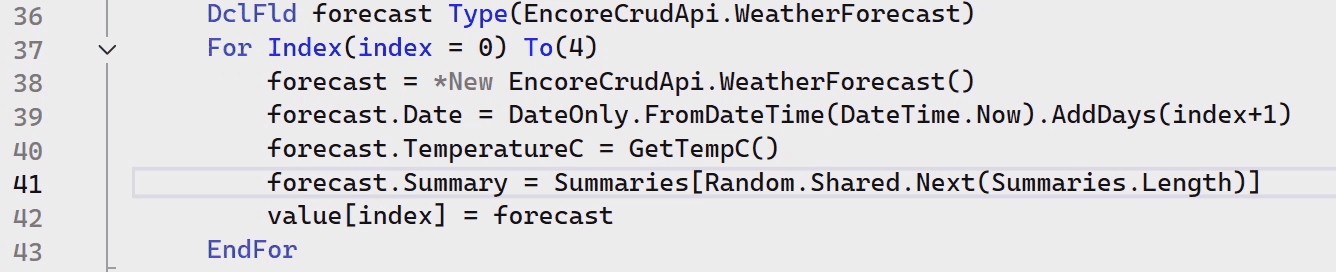 36 DclFld forecast Type(EncoreCrudApi.WeatherForecast)
37 For Index(index = 0) To(4)
38 forecast = *New EncoreCrudApi.WeatherForecast()
39 forecast.Date = DateOnly.FromDateTime(DateTime.Now).AddDays(index+1)
40 forecast.TemperatureC = GetTempC()
41 forecast.Summary = Summaries[Random.Shared.Next(Summaries.Length)]
42 value[index] = forecast
43 EndFor